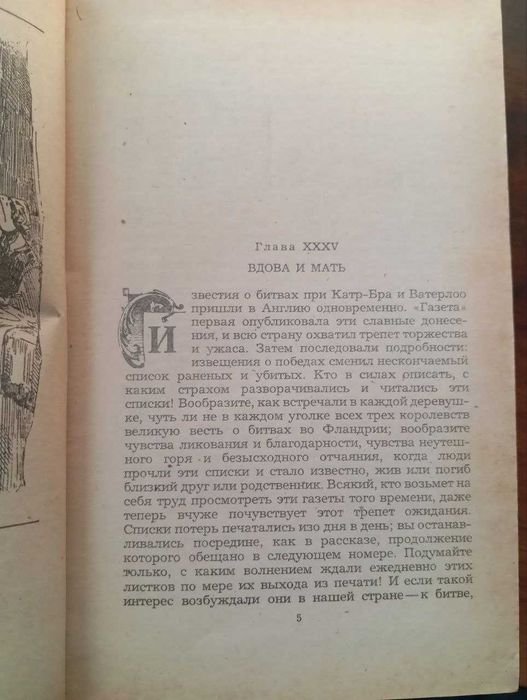 Глава XXXV
ВДОВА И МАТЬ
Известия о битвах при Катр-Бра и Ватерлоо
пришли в Англию одновременно. «Газета»
первая опубликовала эти славные донесе-
ния, и всю страну охватил трепет торжества
и ужаса. Затем последовали подробности:
извещения о победах сменил нескончаемый
список раненых и убитых. Кто в силах описать, с
каким страхом разворачивались и читались эти
списки! Вообразите, как встречали в каждой деревуш-
ке, чуть ли не в каждом уголке всех трех королевств
великую весть о битвах во Фландрии; вообразите
чувства ликования и благодарности, чувства неутеш-
ного горя и безысходного отчаяния, когда люди
прочли эти списки и стало известно, жив или погиб
близкий друг или родственник. Всякий, кто возьмет на
себя труд просмотреть эти газеты того времени, даже
теперь вчуже почувствует этот трепет ожидания.
Списки потерь печатались изо дня в день; вы останав-
ливались посредине, как в рассказе, продолжение
которого обещано в следующем номере. Подумайте
только, с каким волнением ждали ежедневно этих
листков по мере их выхода из печати! И если такой
интерес возбуждали они в нашей стране — к битве,
5